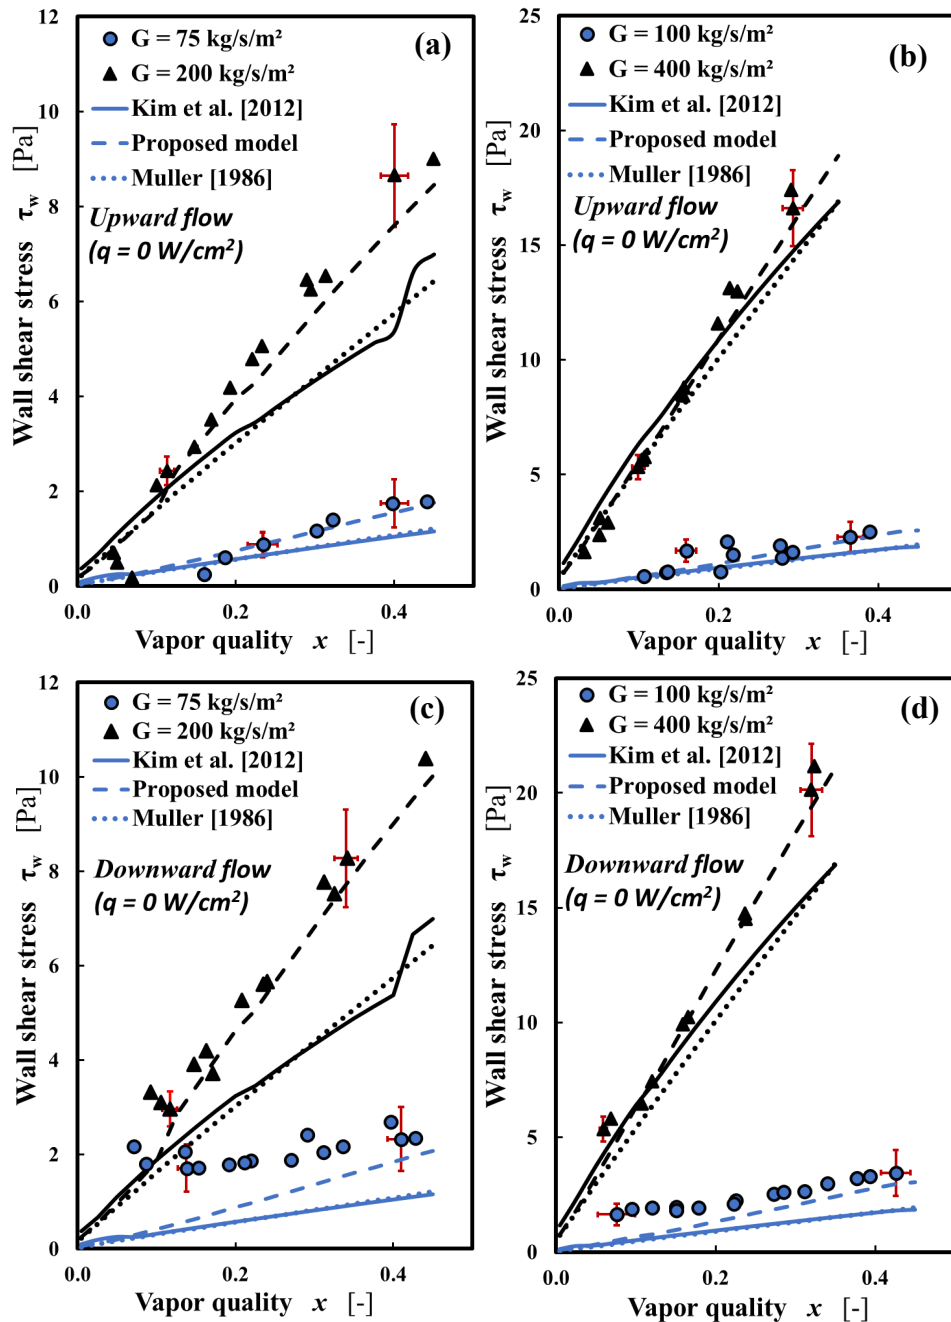 (a)
G = 75 kg/s/m²
G = 200 kg/s/m²
Kim et al. [2012]
Proposed model
Muller [1986]
Upward flow
(q = 0 W/cm²)
Wall shear stress τw [Pa]
12
10
8
6
4
2
0
0.0
0.2
0.4
Vapor quality x [-]
(b)
G = 100 kg/s/m²
G = 400 kg/s/m²
Kim et al. [2012]
Proposed model
Muller [1986]
Upward flow
(q = 0 W/cm²)
Wall shear stress τw [Pa]
25
20
15
10
5
0
0.0
0.2
0.4
Vapor quality x [-]
(c)
G = 75 kg/s/m²
G = 200 kg/s/m²
Kim et al. [2012]
Proposed model
Muller [1986]
Downward flow
(q = 0 W/cm²)
Wall shear stress τw [Pa]
12
10
8
6
4
2
0
0.0
0.2
0.4
Vapor quality x [-]
(d)
G = 100 kg/s/m²
G = 400 kg/s/m²
Kim et al. [2012]
Proposed model
Muller [1986]
Downward flow
(q = 0 W/cm²)
Wall shear stress τw [Pa]
25
20
15
10
5
0
0.0
0.2
0.4
Vapor quality x [-]